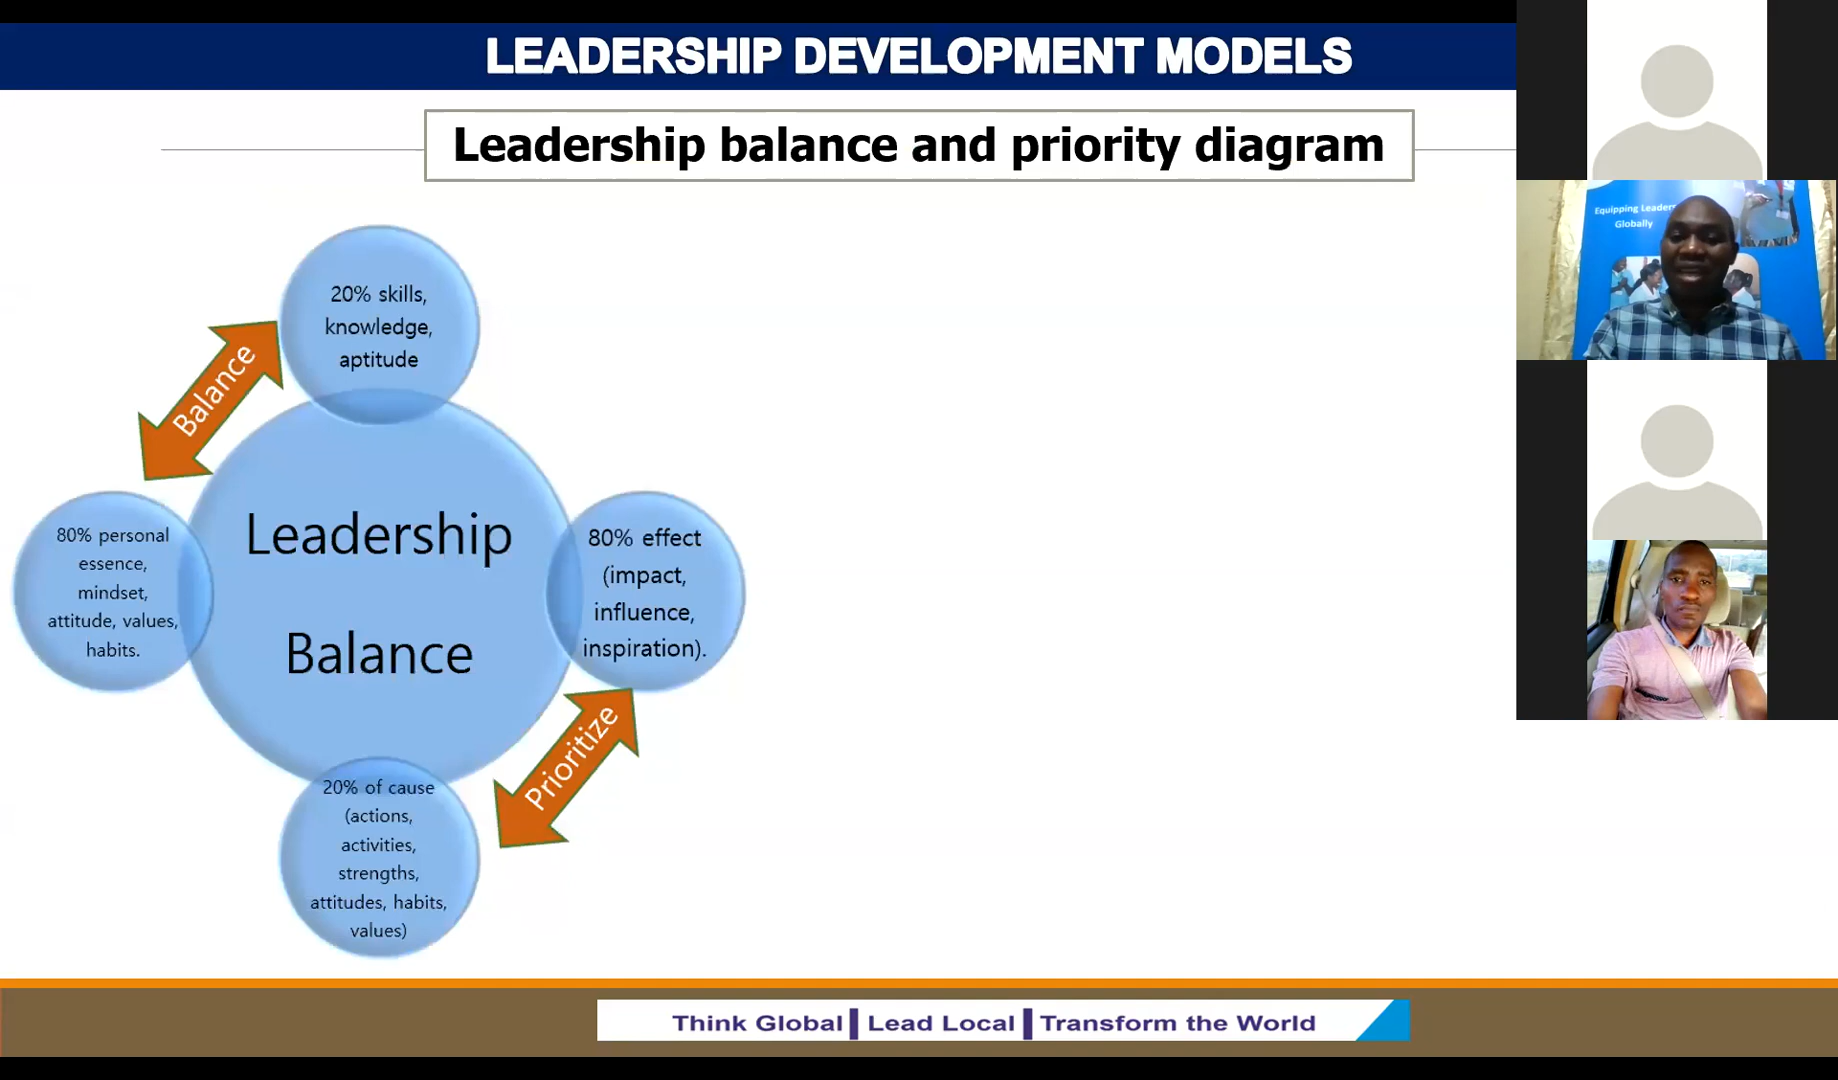 LEADERSHIP DEVELOPMENT MODELS
Leadership balance and priority diagram
20% skills,
knowledge,
aptitude
Balance
80% personal
essence,
mindset,
attitude, values,
habits.
Leadership
Balance
80% effect
(impact,
influence,
inspiration).
Prioritize
20% of cause
(actions,
activities,
strengths,
attitudes, habits,
values)
Equipping Leaders
Globally
Think Global Lead Local Transform the World